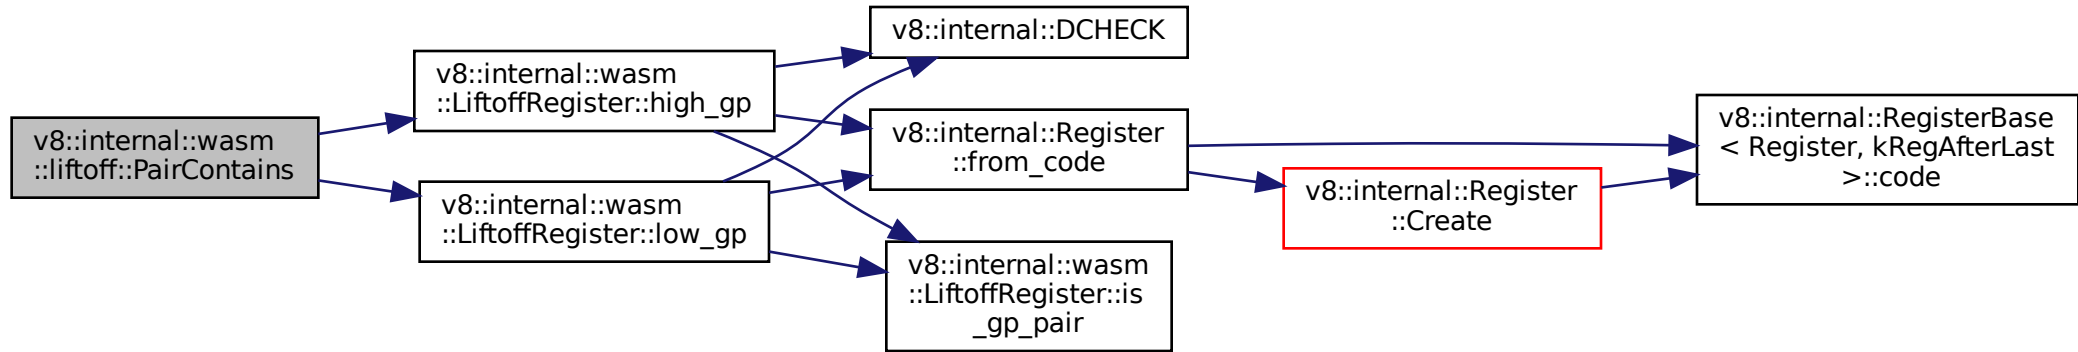 v8::internal::wasm
::liftoff::PairContains
v8::internal::wasm
::LiftoffRegister::high_gp
v8::internal::wasm
::LiftoffRegister::low_gp
v8::internal::DCHECK
v8::internal::Register
::from_code
v8::internal::wasm
::LiftoffRegister::is
_gp_pair
v8::internal::Register
::Create
v8::internal::RegisterBase
< Register, kRegAfterLast
>::code